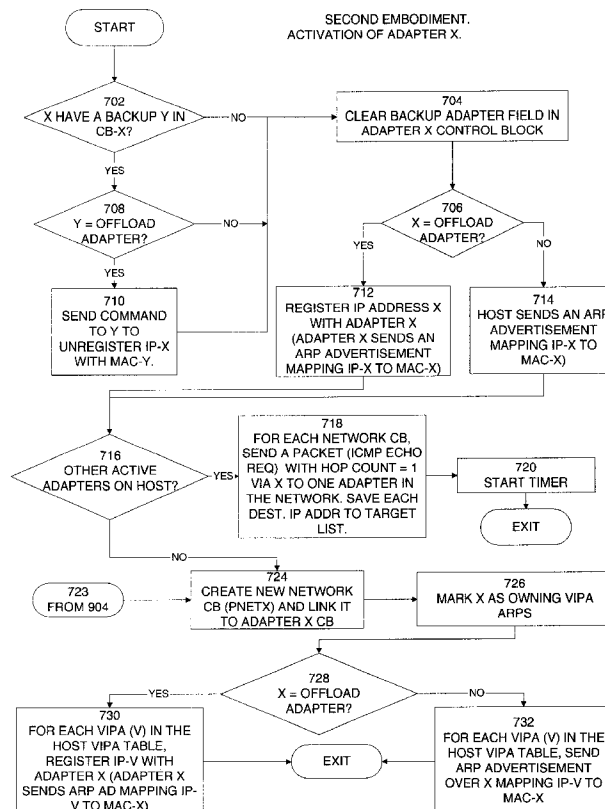 START
SECOND EMBODIMENT.
ACTIVATION OF ADAPTER X.
702
X HAVE A BACKUP Y IN
CB-X?
NO
704
CLEAR BACKUP ADAPTER FIELD IN
ADAPTER X CONTROL BLOCK
YES
708
Y = OFFLOAD
ADAPTER?
NO
706
X = OFFLOAD
ADAPTER?
YES
NO
YES
710
SEND COMMAND
TO Y TO
UNREGISTER IP-X
WITH MAC-Y.
712
REGISTER IP ADDRESS X
WITH ADAPTER X
(ADAPTER X SENDS AN
ARP ADVERTISEMENT
MAPPING IP-X TO MAC-X)
714
HOST SENDS AN ARP
ADVERTISEMENT
MAPPING IP-X TO
MAC-X)
716
OTHER ACTIVE
ADAPTERS ON HOST?
YES
718
FOR EACH NETWORK CB,
SEND A PACKET (ICMP ECHO
REQ) WITH HOP COUNT = 1
VIA X TO ONE ADAPTER IN
THE NETWORK. SAVE EACH
DEST. IP ADDR TO TARGET
LIST.
720
START TIMER
EXIT
NO
723
FROM 904
724
CREATE NEW NETWORK
CB (PNETX) AND LINK IT
TO ADAPTER X CB
726
MARK X AS OWNING VIPA
ARPS
728
X = OFFLOAD
ADAPTER?
YES
NO
730
FOR EACH VIPA (V) IN THE
HOST VIPA TABLE,
REGISTER IP-V WITH
ADAPTER X (ADAPTER X
SENDS ARP AD MAPPING IP-
V TO MAC-X)
EXIT
732
FOR EACH VIPA (V) IN THE
HOST VIPA TABLE, SEND
ARP ADVERTISEMENT
OVER X MAPPING IP-V TO
MAC-X